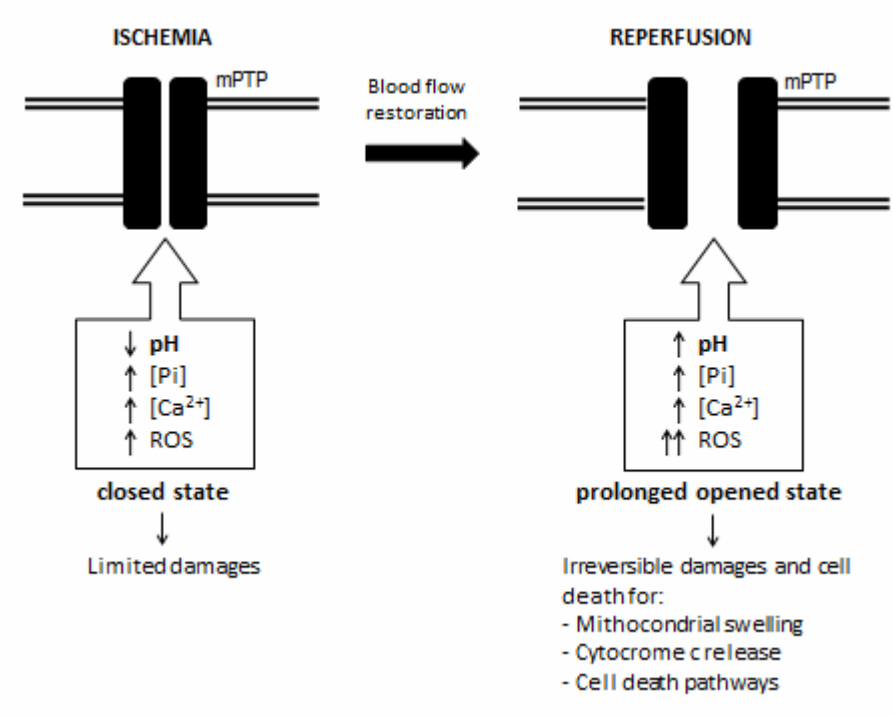 ISCHEMIA
mPTP
↓ pH
↑ [Pi]
↑ [Ca²⁺]
↑ ROS
closed state
Limited damages
Blood flow
restoration
REPERFUSION
mPTP
↑ pH
↑ [Pi]
↑ [Ca²⁺]
↑↑ ROS
prolonged opened state
Irreversible damages and cell
death for:
- Mithocondrial swelling
- Cytocrome c release
- Cell death pathways